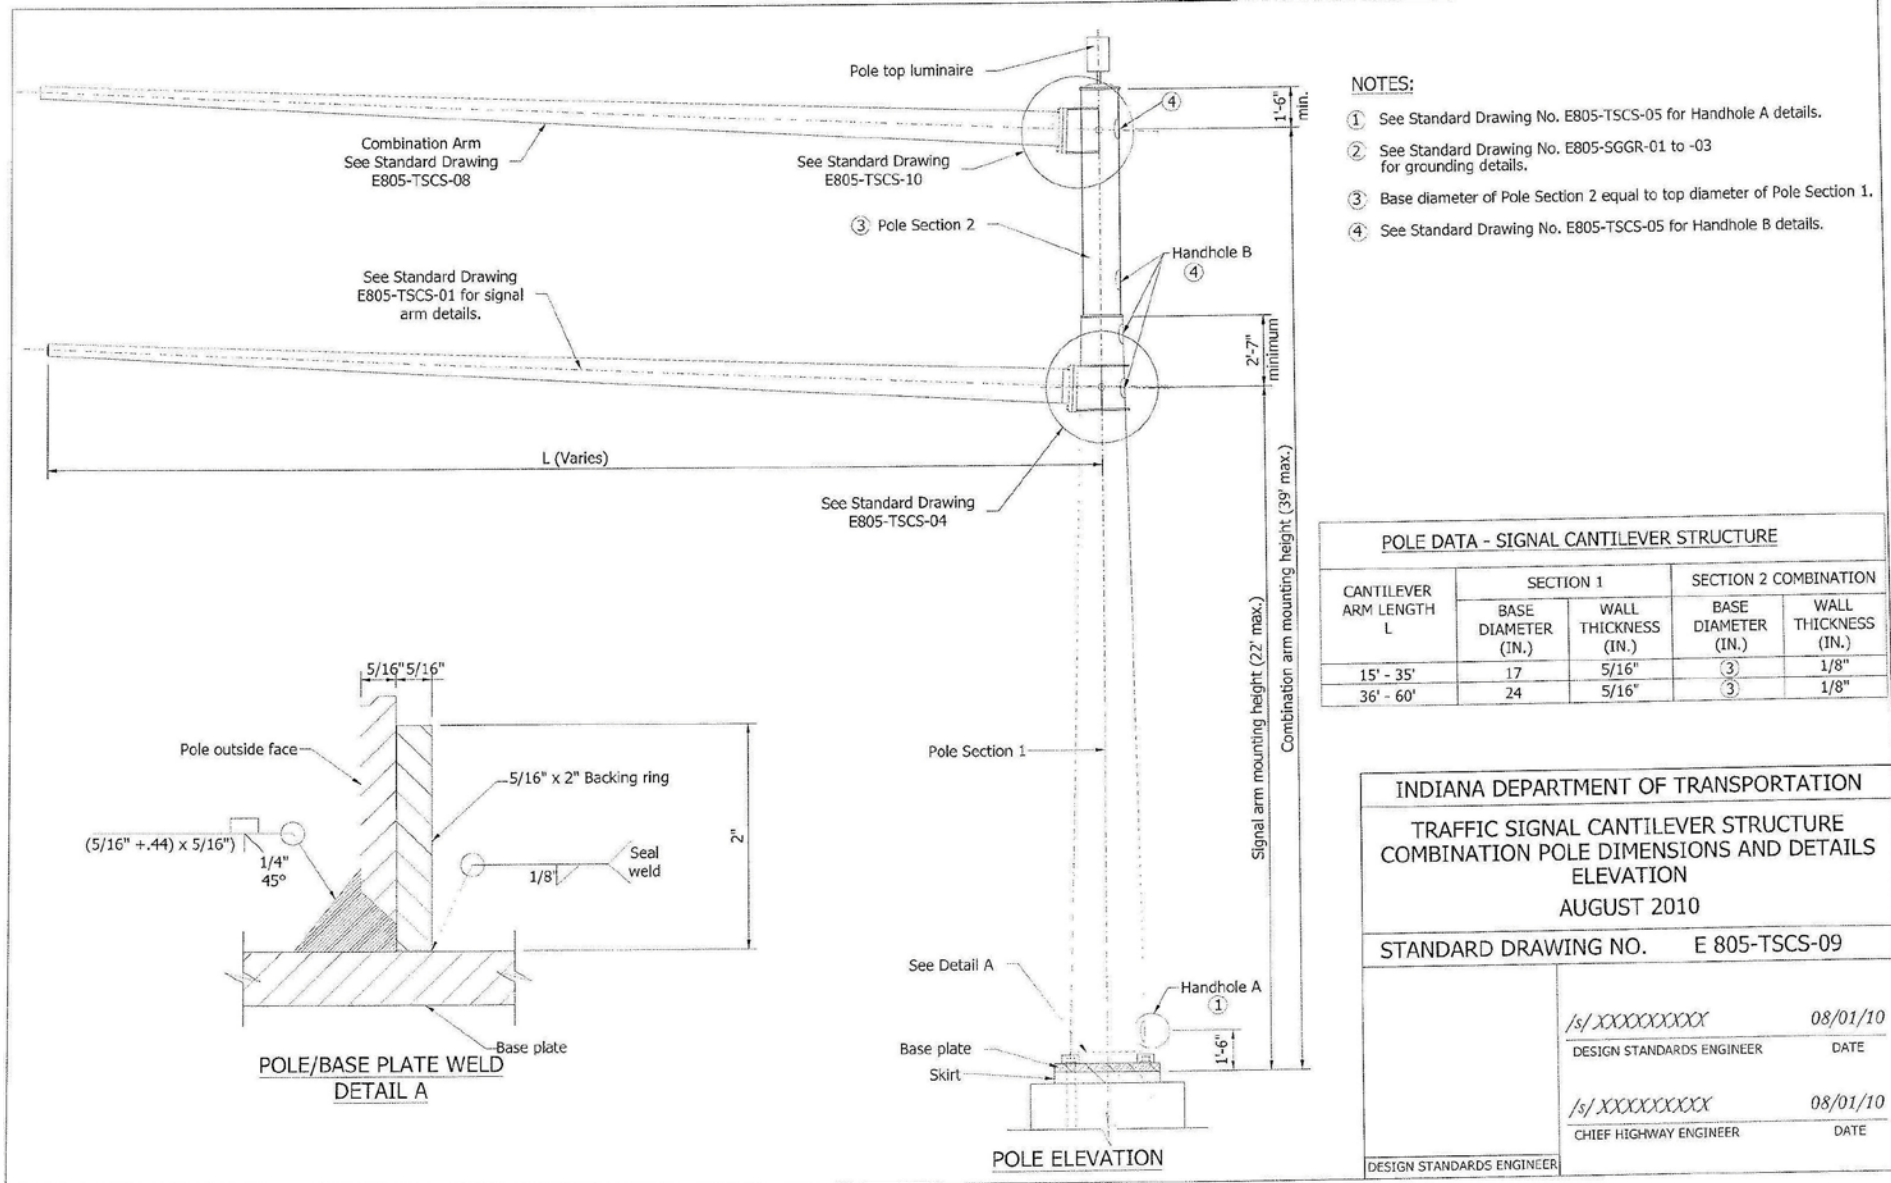 Pole top luminaire
1'-6"
min.
④
Combination Arm
See Standard Drawing
E805-TSCS-08
See Standard Drawing
E805-TSCS-10
③ Pole Section 2
Handhole B
④
See Standard Drawing
E805-TSCS-01 for signal
arm details.
2'-7"
minimum
L (Varies)
See Standard Drawing
E805-TSCS-04
Signal arm mounting height (22' max.)
Combination arm mounting height (39' max.)
Pole Section 1
See Detail A
Handhole A
①
1'-6"
Base plate
Skirt
POLE ELEVATION
5/16" 5/16"
Pole outside face
5/16" x 2" Backing ring
2"
(5/16" +.44) x 5/16")
1/4"
45°
1/8"
Seal
weld
Base plate
POLE/BASE PLATE WELD
DETAIL A
NOTES:
① See Standard Drawing No. E805-TSCS-05 for Handhole A details.
② See Standard Drawing No. E805-SGGR-01 to -03
for grounding details.
③ Base diameter of Pole Section 2 equal to top diameter of Pole Section 1.
④ See Standard Drawing No. E805-TSCS-05 for Handhole B details.
POLE DATA - SIGNAL CANTILEVER STRUCTURE
CANTILEVER
ARM LENGTH
L
SECTION 1
SECTION 2 COMBINATION
BASE
DIAMETER
(IN.)
WALL
THICKNESS
(IN.)
BASE
DIAMETER
(IN.)
WALL
THICKNESS
(IN.)
15' - 35' 17 5/16" ③ 1/8"
36' - 60' 24 5/16" ③ 1/8"
INDIANA DEPARTMENT OF TRANSPORTATION
TRAFFIC SIGNAL CANTILEVER STRUCTURE
COMBINATION POLE DIMENSIONS AND DETAILS
ELEVATION
AUGUST 2010
STANDARD DRAWING NO. E 805-TSCS-09
/s/ XXXXXXXXX 08/01/10
DESIGN STANDARDS ENGINEER DATE
/s/ XXXXXXXXX 08/01/10
CHIEF HIGHWAY ENGINEER DATE
DESIGN STANDARDS ENGINEER